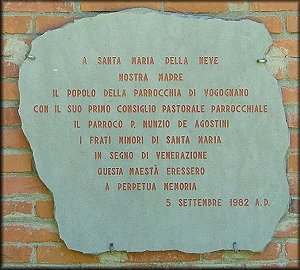 A SANTA MARIA DELLA NEVE
NOSTRA MADRE
IL POPOLO DELLA PARROCCHIA DI VOGOGNANO
CON IL SUO PRIMO CONSIGLIO PASTORALE PARROCCHIALE
IL PARROCO P. NUNZIO DE AGOSTINI
I FRATI MINORI DI SANTA MARIA
IN SEGNO DI VENERAZIONE
QUESTA MAESTÀ ERESSERO
A PERPETUA MEMORIA
5 SETTEMBRE 1982 A.D.